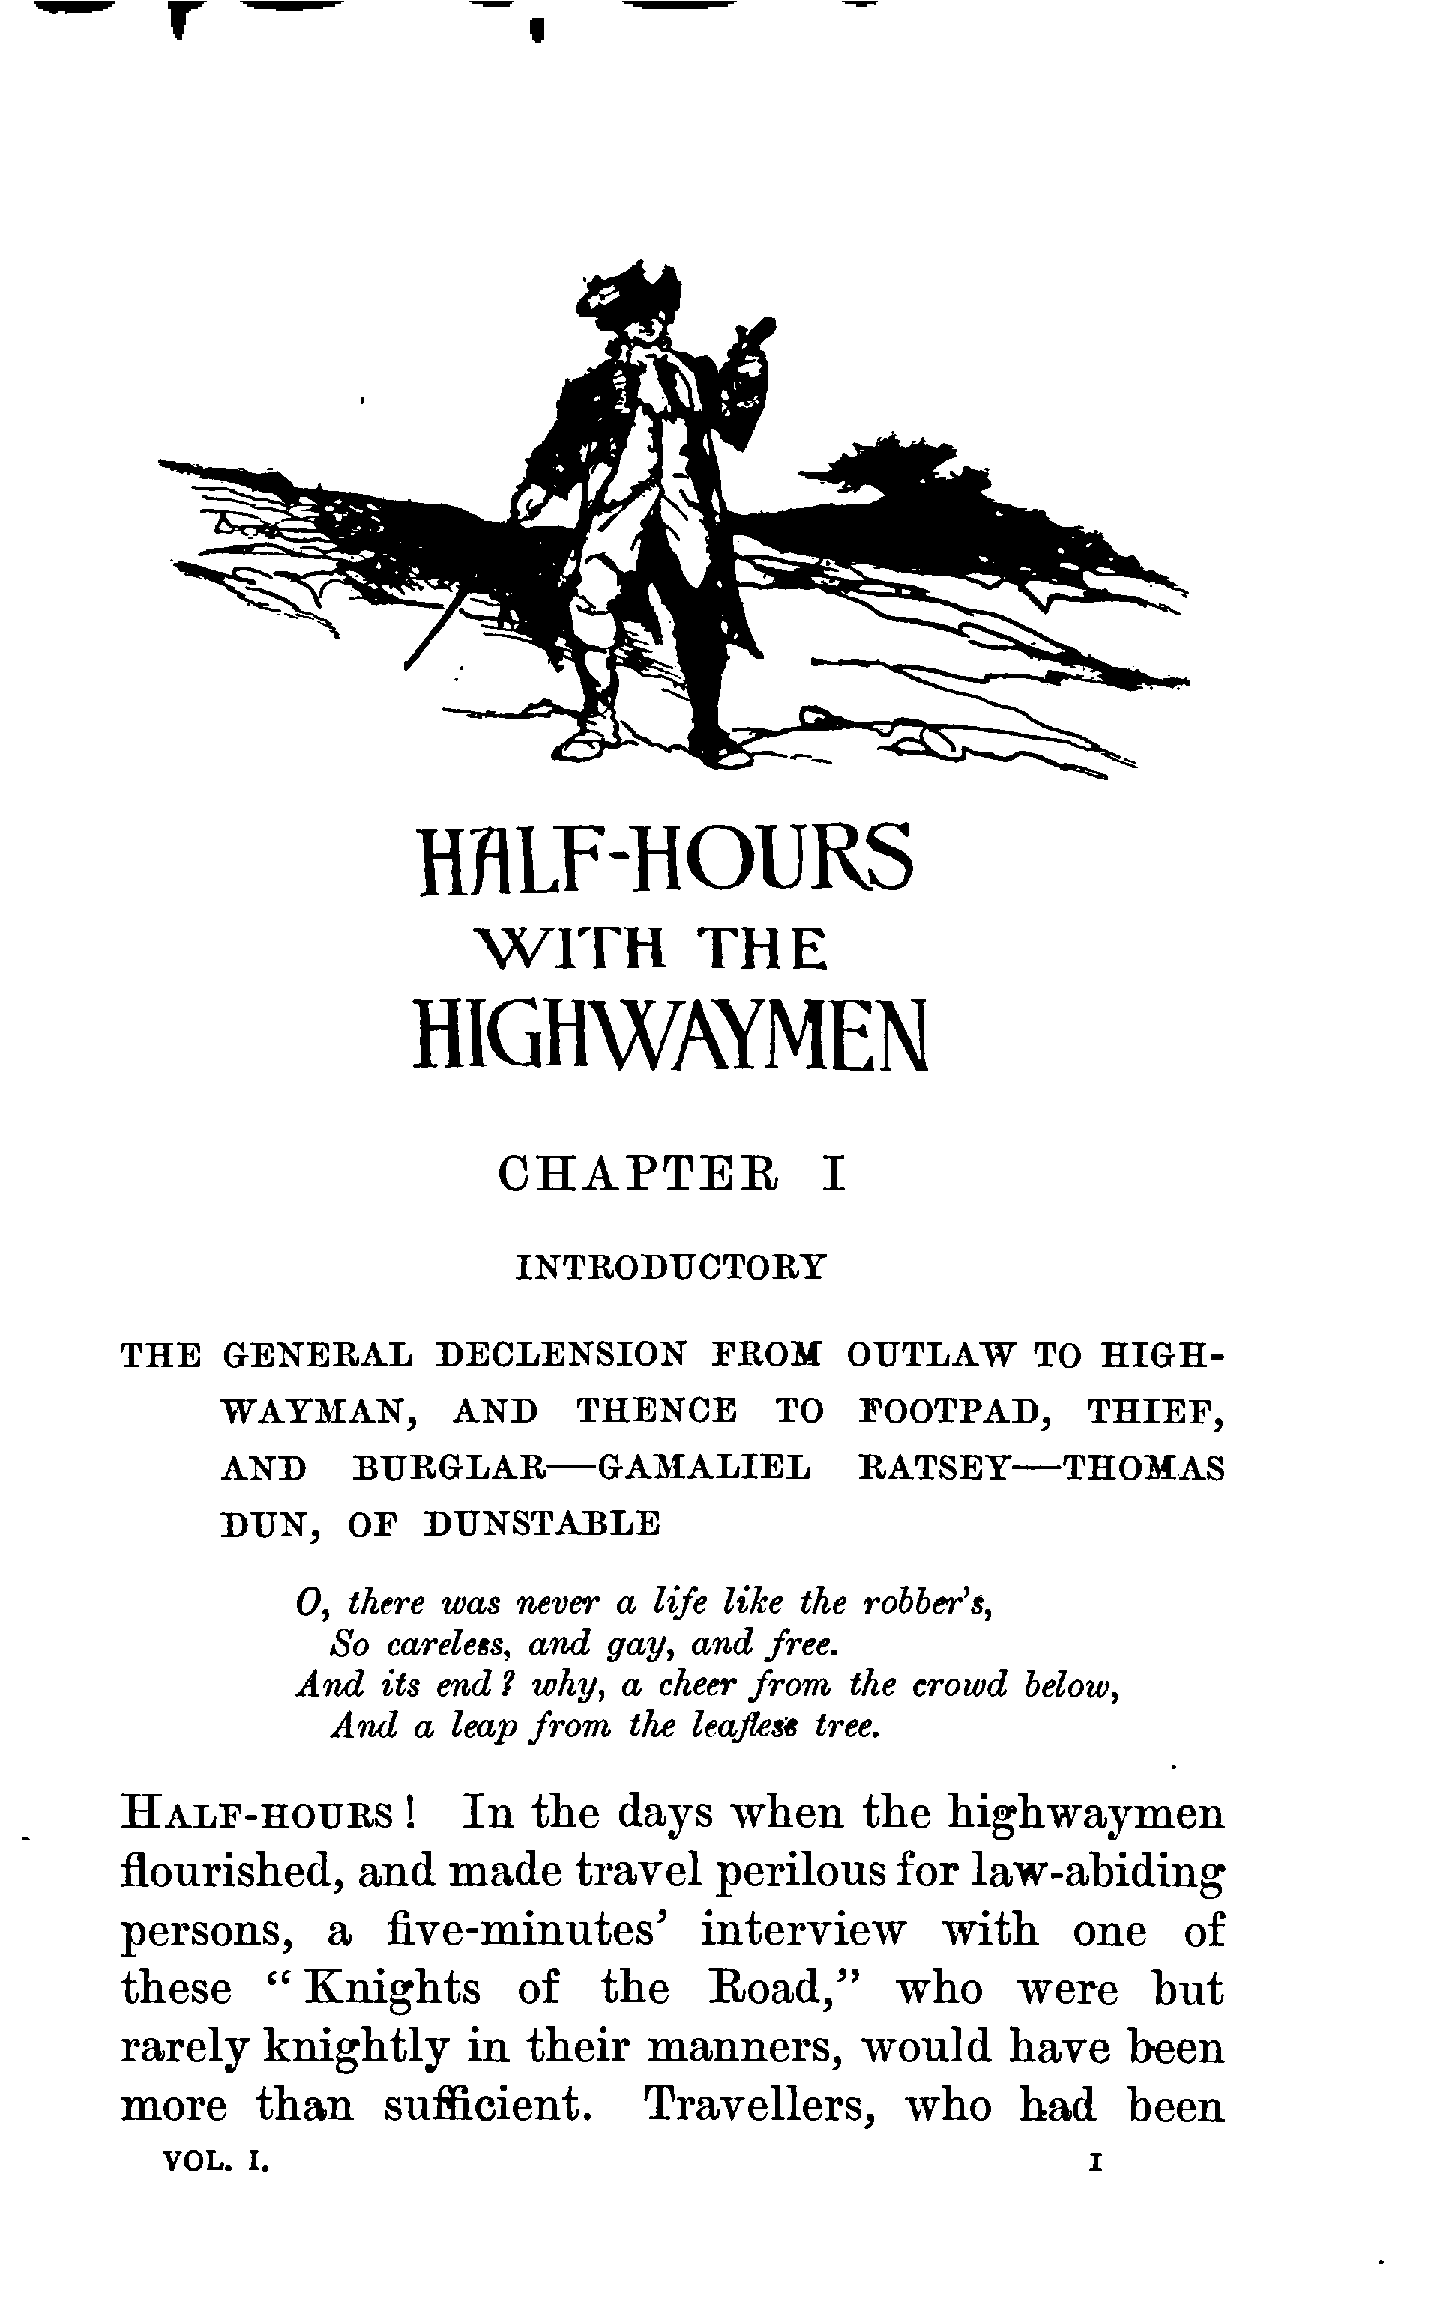 HALF-HOURS
WITH THE
HIGHWAYMEN
CHAPTER I
INTRODUCTORY
THE GENERAL DECLENSION FROM OUTLAW TO HIGH-
WAYMAN, AND THENCE TO FOOTPAD, THIEF,
AND BURGLAR—GAMALIEL RATSEY—THOMAS
DUN, OF DUNSTABLE
O, there was never a life like the robber's,
So careless, and gay, and free.
And its end? why, a cheer from the crowd below,
And a leap from the leafless tree.
HALF-HOURS! In the days when the highwaymen
flourished, and made travel perilous for law-abiding
persons, a five-minutes' interview with one of
these "Knights of the Road," who were but
rarely knightly in their manners, would have been
more than sufficient. Travellers, who had been
VOL. I. 1